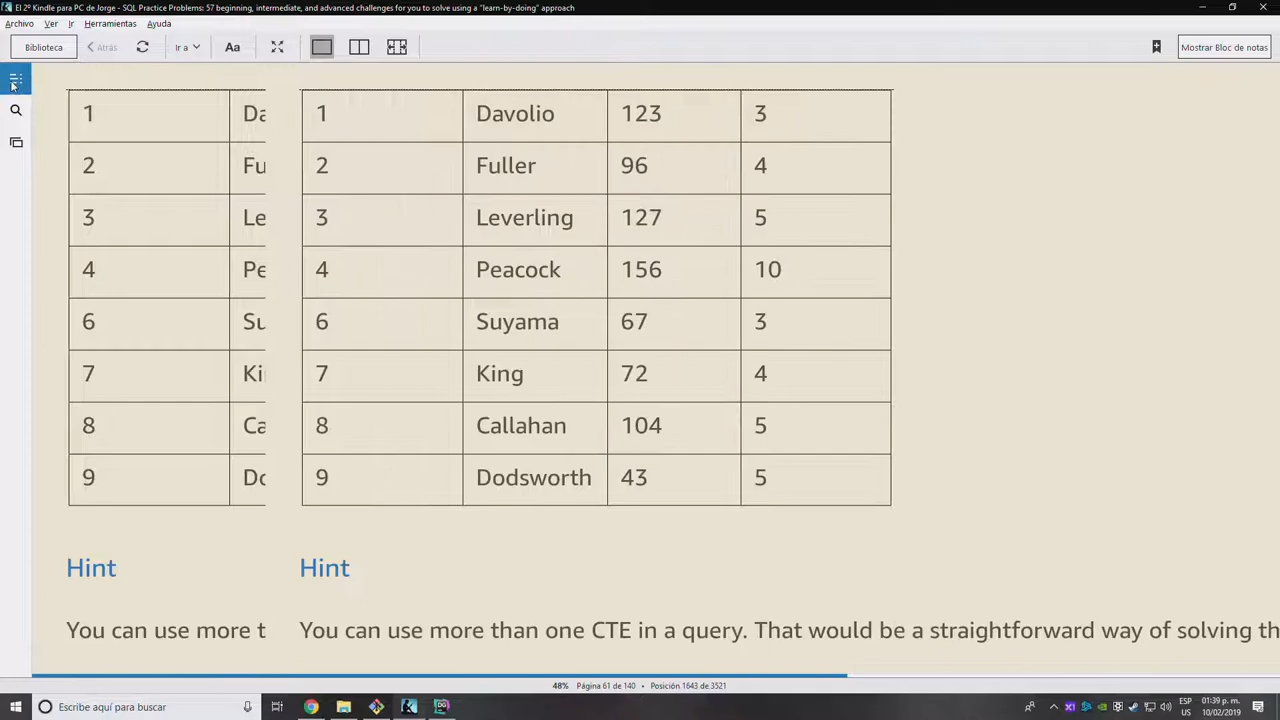 El 2º Kindle para PC de Jorge - SQL Practice Problems: 57 beginning, intermediate, and advanced challenges for you to solve using a “learn-by-doing” approach
Archivo Ver Ir Herramientas Ayuda
Biblioteca Atrás Ir a Aa Mostrar Bloc de notas
1 Da 1 Davolio 123 3
2 Fu 2 Fuller 96 4
3 Le 3 Leverling 127 5
4 Pe 4 Peacock 156 10
6 Su 6 Suyama 67 3
7 Ki 7 King 72 4
8 Ca 8 Callahan 104 5
9 Do 9 Dodsworth 43 5
Hint Hint
You can use more t You can use more than one CTE in a query. That would be a straightforward way of solving th
48% Página 61 de 140 • Posición 1643 de 3521
Escribe aquí para buscar ESP 01:39 p. m.
US 10/02/2019